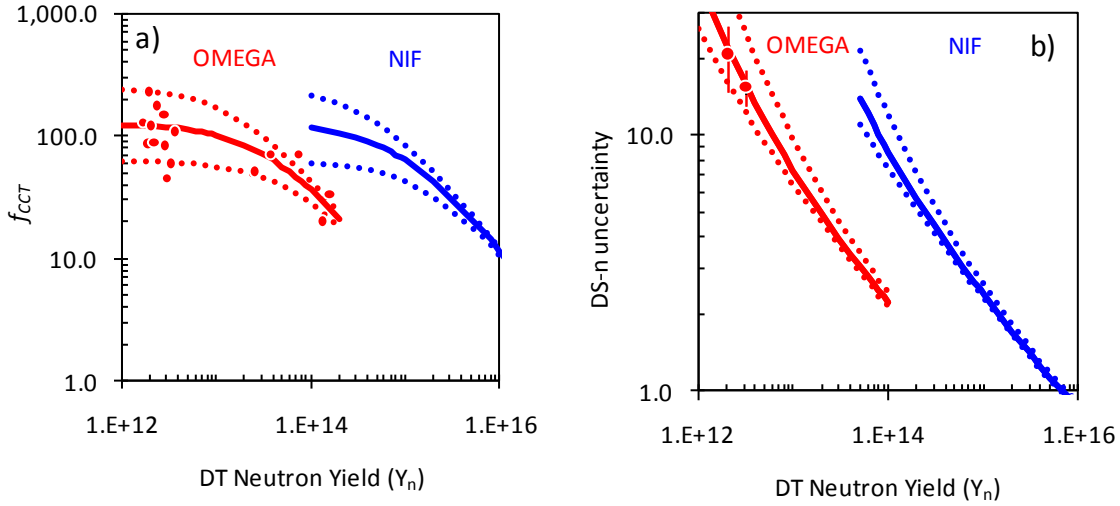 a)
OMEGA
NIF
1,000.0
100.0
10.0
1.0
f_CCT
1.E+12
1.E+14
1.E+16
DT Neutron Yield (Y_n)
b)
OMEGA
NIF
10.0
1.0
DS-n uncertainty
1.E+12
1.E+14
1.E+16
DT Neutron Yield (Y_n)